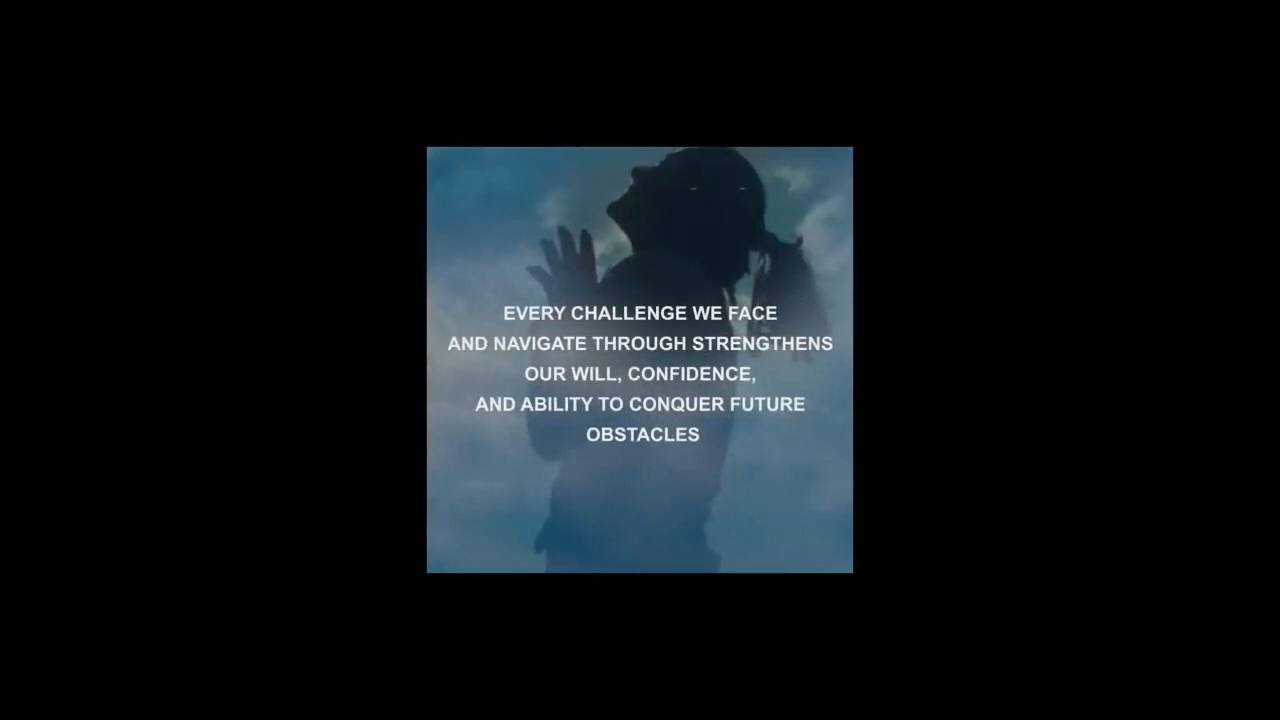 EVERY CHALLENGE WE FACE
AND NAVIGATE THROUGH STRENGTHENS
OUR WILL, CONFIDENCE,
AND ABILITY TO CONQUER FUTURE
OBSTACLES